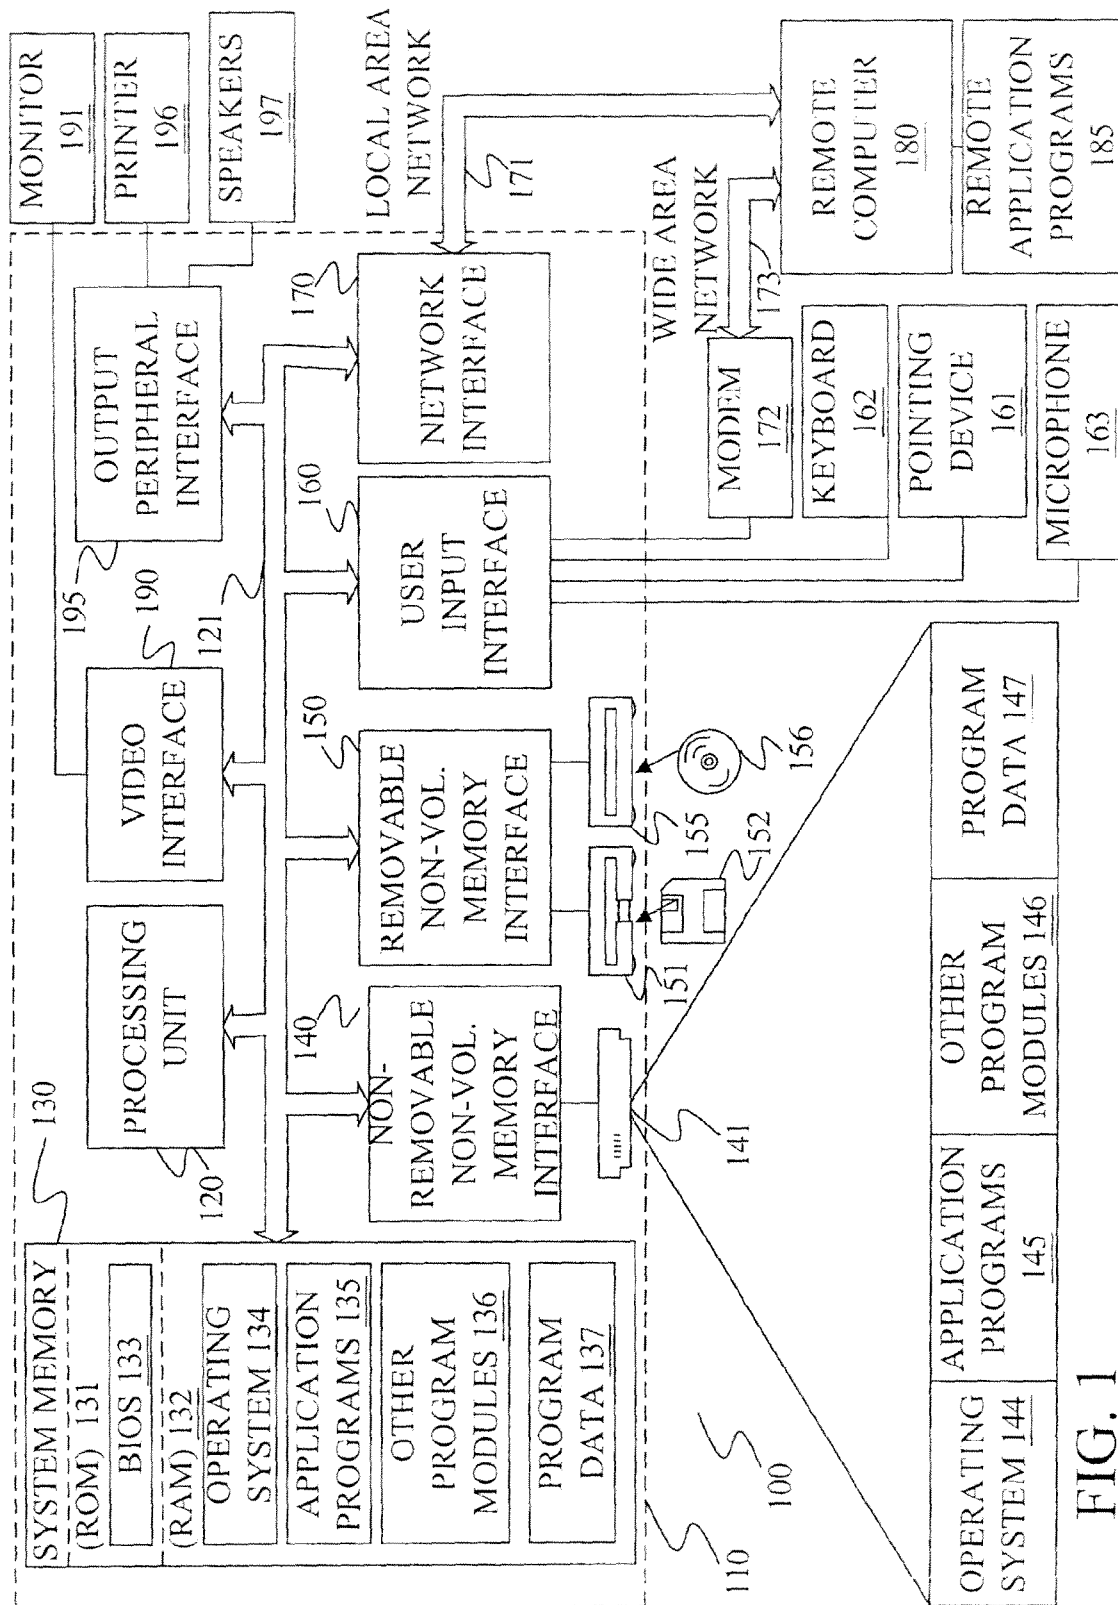 SYSTEM MEMORY
(ROM) 131
BIOS 133
(RAM) 132
OPERATING
SYSTEM 134
APPLICATION
PROGRAMS 135
OTHER
PROGRAM
MODULES 136
PROGRAM
DATA 137
130
PROCESSING
UNIT
120
VIDEO
INTERFACE
190
121
OUTPUT
PERIPHERAL
INTERFACE
195
MONITOR
191
PRINTER
196
SPEAKERS
197
140
NON-
REMOVABLE
NON-VOL.
MEMORY
INTERFACE
150
REMOVABLE
NON-VOL.
MEMORY
INTERFACE
160
USER
INPUT
INTERFACE
170
NETWORK
INTERFACE
LOCAL AREA
NETWORK
171
WIDE AREA
NETWORK
173
141
151
152
155
156
MODEM
172
KEYBOARD
162
POINTING
DEVICE
161
MICROPHONE
163
REMOTE
COMPUTER
180
REMOTE
APPLICATION
PROGRAMS
185
110
100
OPERATING
SYSTEM 144
APPLICATION
PROGRAMS
145
OTHER
PROGRAM
MODULES 146
PROGRAM
DATA 147
FIG. 1